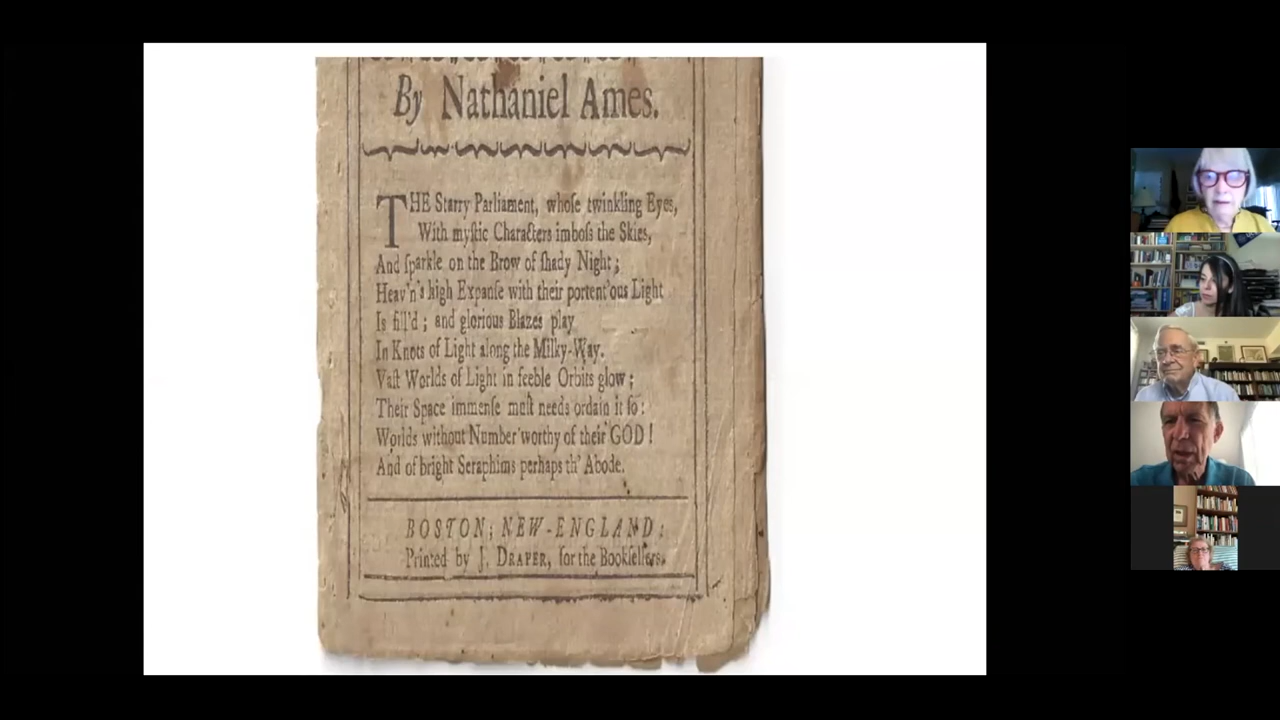 By Nathaniel Ames.
THE Starry Parliament, whoſe twinkling Eyes,
With myſtic Characters imboſs the Skies,
And ſparkle on the Brow of ſhady Night;
Heav'n's high Expanſe with their portent'ous Light
Is fill'd; and glorious Blazes play
In Knots of Light along the Milky-Way.
Vaſt Worlds of Light in feeble Orbits glow;
Their Space immenſe muſt needs ordain it ſo:
Worlds without Number worthy of their GOD!
And of bright Seraphims perhaps th' Abode.
BOSTON; NEW-ENGLAND:
Printed by J. DRAPER, for the Bookſellers.